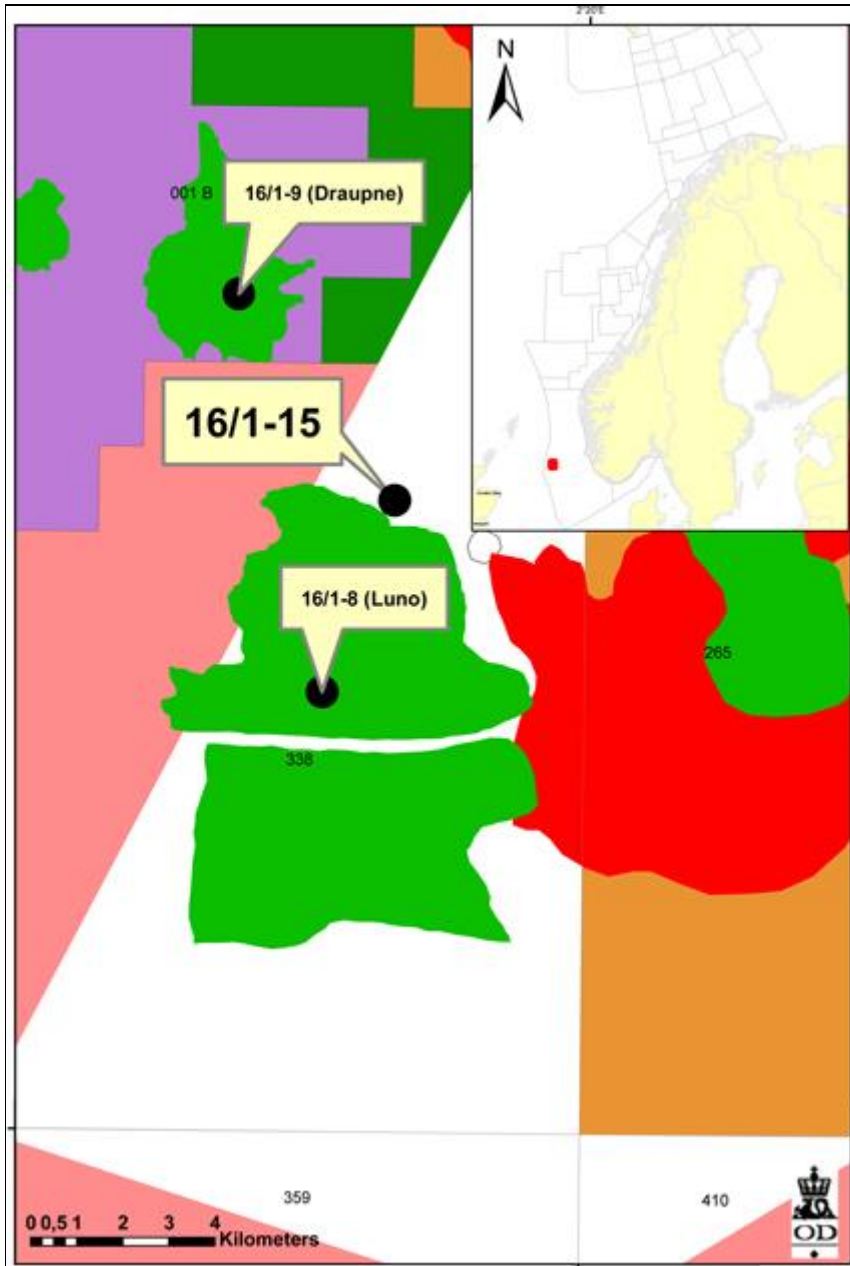 2°20'E
N
001 B
16/1-9 (Draupne)
16/1-15
16/1-8 (Luno)
265
338
359
410
0 0,5 1 2 3 4
Kilometers
OD